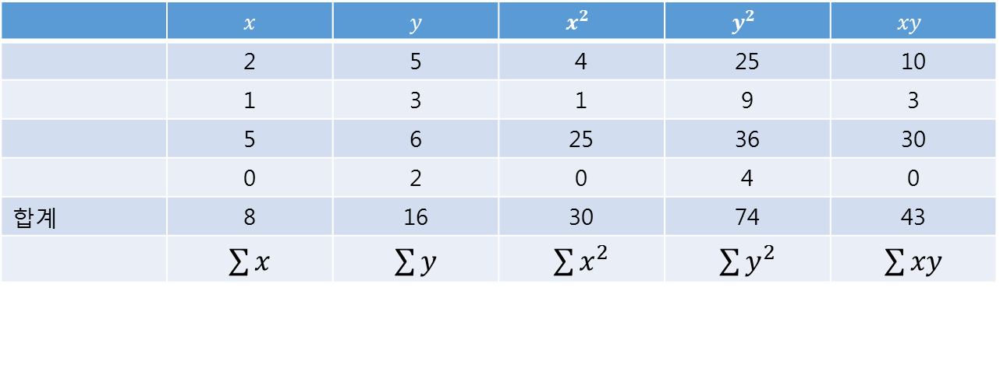 x y x² y² xy
2 5 4 25 10
1 3 1 9 3
5 6 25 36 30
0 2 0 4 0
합계 8 16 30 74 43
∑x ∑y ∑x² ∑y² ∑xy